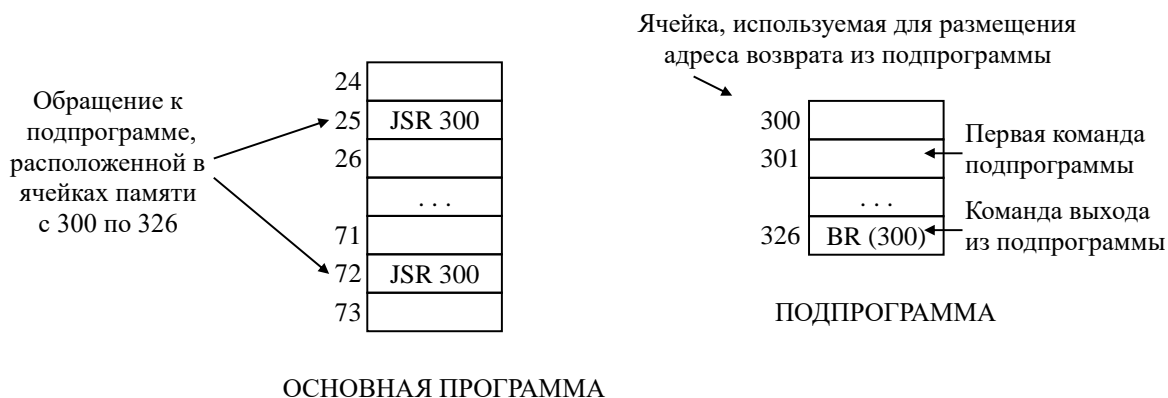 Ячейка, используемая для размещения
адреса возврата из подпрограммы
Обращение к
подпрограмме,
расположенной в
ячейках памяти
с 300 по 326
24
25 JSR 300
26
. . .
71
72 JSR 300
73
ОСНОВНАЯ ПРОГРАММА
300
301
. . .
326 BR (300)
Первая команда
подпрограммы
Команда выхода
из подпрограммы
ПОДПРОГРАММА